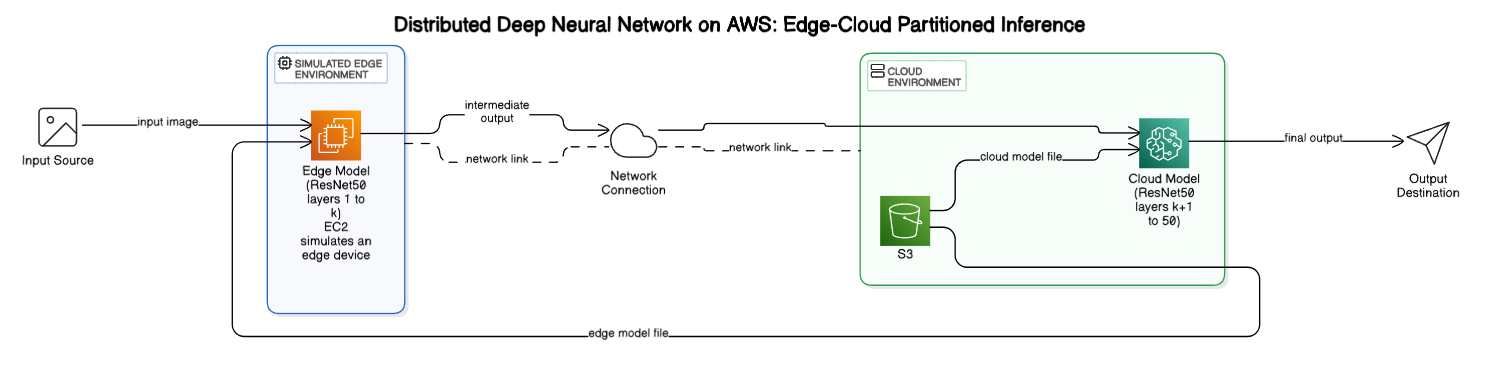 Distributed Deep Neural Network on AWS: Edge-Cloud Partitioned Inference
SIMULATED EDGE
ENVIRONMENT
CLOUD
ENVIRONMENT
Input Source
input image
Edge Model
(ResNet50
layers 1 to
k)
EC2
simulates an
edge device
intermediate
output
network link
Network
Connection
network link
cloud model file
S3
Cloud Model
(ResNet50
layers k+1
to 50)
final output
Output
Destination
edge model file